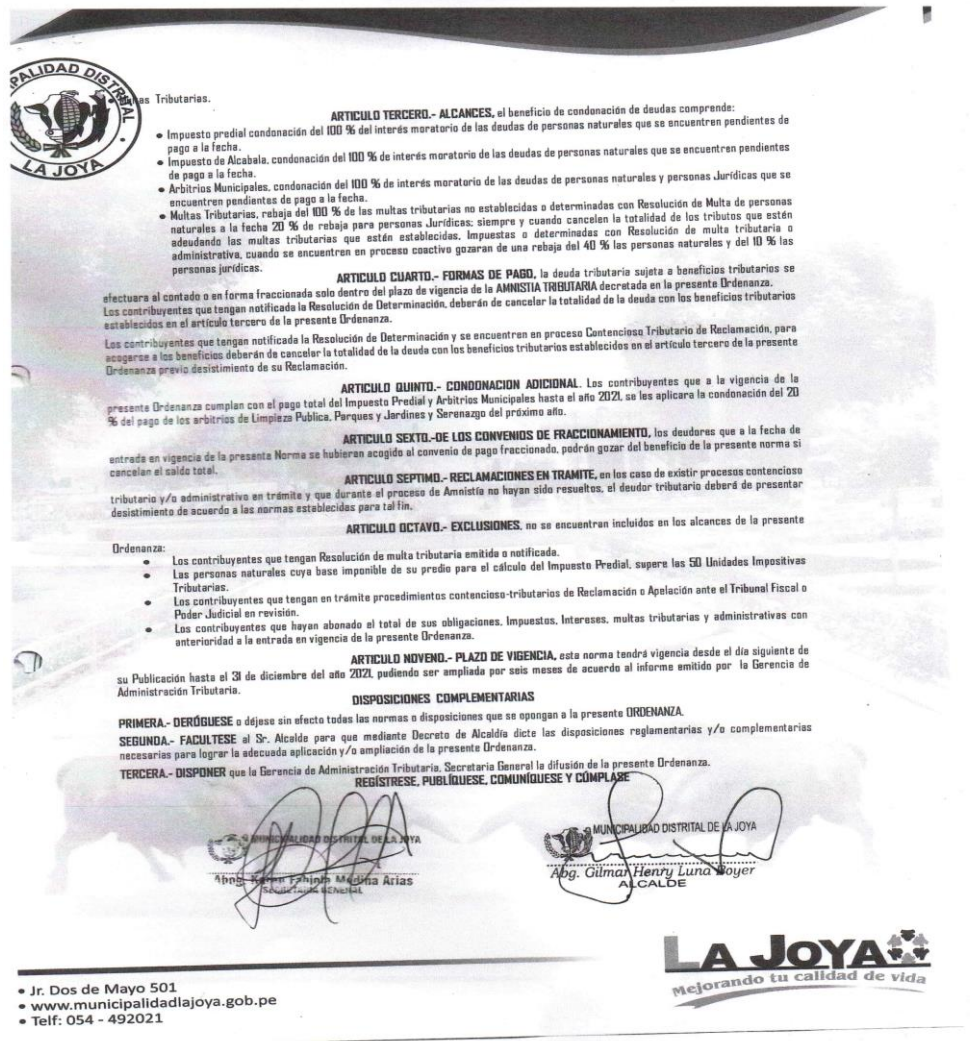 PALIDAD DISTRITAL
LA JOYA
Tributarias.
ARTICULO TERCERO.- ALCANCES, el beneficio de condonación de deudas comprende:
• Impuesto predial condonación del 100 % del interés moratorio de las deudas de personas naturales que se encuentren pendientes de
pago a la fecha.
• Impuesto de Alcabala, condonación del 100 % de interés moratorio de las deudas de personas naturales que se encuentren pendientes
de pago a la fecha.
• Arbitrios Municipales, condonación del 100 % de interés moratorio de las deudas de personas naturales y personas Jurídicas que se
encuentren pendientes de pago a la fecha.
• Multas Tributarias, rebaja del 100 % de las multas tributarias no establecidas o determinadas con Resolución de Multa de personas
naturales a la fecha 20 % de rebaja para personas Jurídicas; siempre y cuando cancelen la totalidad de los tributos que estén
adeudando las multas tributarias que estén establecidas, Impuestas o determinadas con Resolución de multa tributaria o
administrativa, cuando se encuentren en proceso coactivo gozaran de una rebaja del 40 % las personas naturales y del 10 % las
personas jurídicas.
ARTICULO CUARTO.- FORMAS DE PAGO, la deuda tributaria sujeta a beneficios tributarios se
efectuara al contado o en forma fraccionada solo dentro del plazo de vigencia de la AMNISTIA TRIBUTARIA decretada en la presente Ordenanza.
Los contribuyentes que tengan notificada la Resolución de Determinación, deberán de cancelar la totalidad de la deuda con los beneficios tributarios
establecidos en el artículo tercero de la presente Ordenanza.
Los contribuyentes que tengan notificada la Resolución de Determinación y se encuentren en proceso Contencioso Tributario de Reclamación, para
acogerse a los beneficios deberán de cancelar la totalidad de la deuda con los beneficios tributarios establecidos en el artículo tercero de la presente
Ordenanza previo desistimiento de su Reclamación.
ARTICULO QUINTO.- CONDONACION ADICIONAL. Los contribuyentes que a la vigencia de la
presente Ordenanza cumplan con el pago total del Impuesto Predial y Arbitrios Municipales hasta el año 2021, se les aplicara la condonación del 20
% del pago de los arbitrios de Limpieza Publica, Parques y Jardines y Serenazgo del próximo año.
ARTICULO SEXTO.-DE LOS CONVENIOS DE FRACCIONAMIENTO, los deudores que a la fecha de
entrada en vigencia de la presente Norma se hubieran acogido al convenio de pago fraccionado, podrán gozar del beneficio de la presente norma si
cancelan el saldo total.
ARTICULO SEPTIMO.- RECLAMACIONES EN TRAMITE, en los caso de existir procesos contencioso
tributario y/o administrativo en trámite y que durante el proceso de Amnistía no hayan sido resueltos, el deudor tributario deberá de presentar
desistimiento de acuerdo a las normas establecidas para tal fin.
ARTICULO OCTAVO.- EXCLUSIONES, no se encuentran incluidos en los alcances de la presente
Ordenanza:
• Los contribuyentes que tengan Resolución de multa tributaria emitida o notificada.
• Las personas naturales cuya base imponible de su predio para el cálculo del Impuesto Predial, supere las 50 Unidades Impositivas
Tributarias.
• Los contribuyentes que tengan en trámite procedimientos contencioso-tributarios de Reclamación o Apelación ante el Tribunal Fiscal o
Poder Judicial en revisión.
• Los contribuyentes que hayan abonado el total de sus obligaciones, Impuestos, Intereses, multas tributarias y administrativas con
anterioridad a la entrada en vigencia de la presente Ordenanza.
ARTICULO NOVENO.- PLAZO DE VIGENCIA, esta norma tendrá vigencia desde el día siguiente de
su Publicación hasta el 31 de diciembre del año 2021, pudiendo ser ampliada por seis meses de acuerdo al informe emitido por la Gerencia de
Administración Tributaria.
DISPOSICIONES COMPLEMENTARIAS
PRIMERA.- DERÓGUESE o déjese sin efecto todas las normas o disposiciones que se opongan a la presente ORDENANZA.
SEGUNDA.- FACULTESE al Sr. Alcalde para que mediante Decreto de Alcaldía dicte las disposiciones reglamentarias y/o complementarias
necesarias para lograr la adecuada aplicación y/o ampliación de la presente Ordenanza.
TERCERA.- DISPONER que la Gerencia de Administración Tributaria, Secretaria General la difusión de la presente Ordenanza.
REGÍSTRESE, PUBLÍQUESE, COMUNÍQUESE Y CÚMPLASE
MUNICIPALIDAD DISTRITAL DE LA JOYA
Medina Arias
SECRETARIA GENERAL
MUNICIPALIDAD DISTRITAL DE LA JOYA
Abg. Gilmar Henry Luna Boyer
ALCALDE
LA JOYA
Mejorando tu calidad de vida
• Jr. Dos de Mayo 501
• www.municipalidadlajoya.gob.pe
• Telf: 054 - 492021